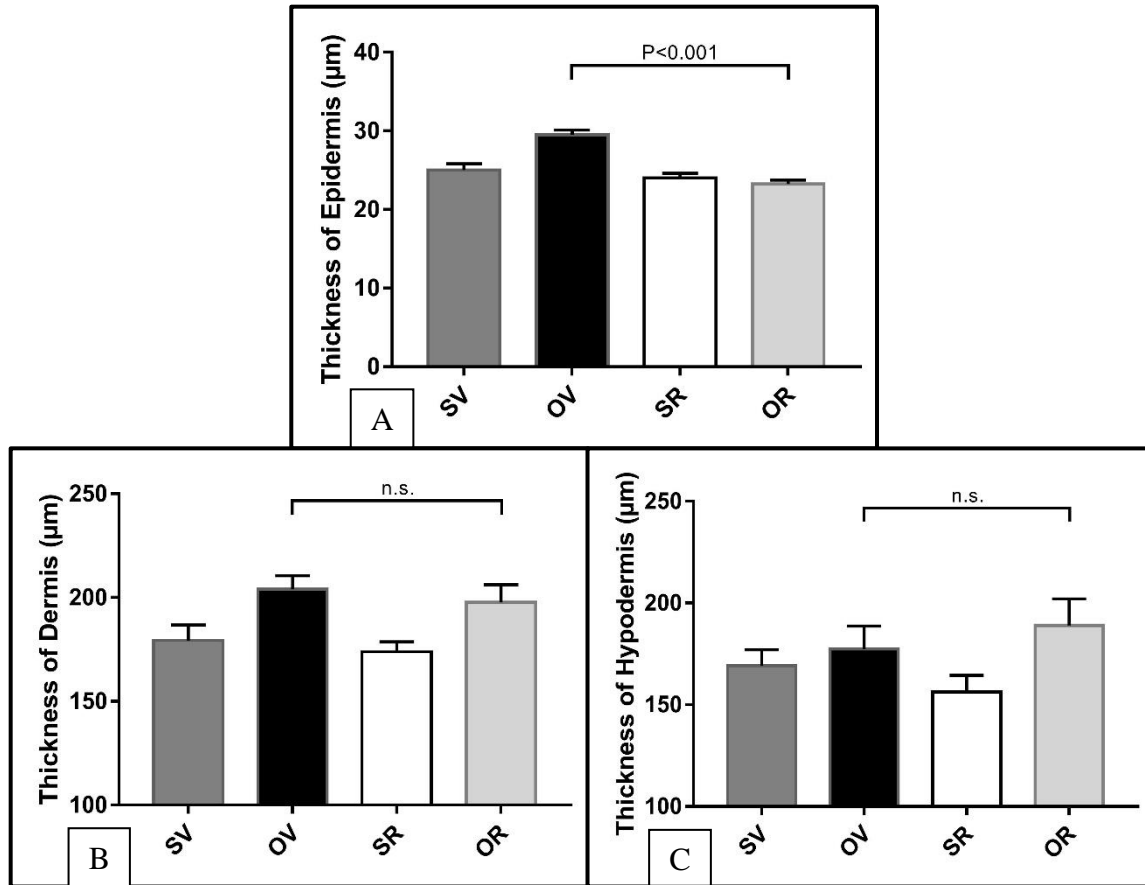 Thickness of Epidermis (µm)
40
30
20
10
0
P<0.001
SV
OV
SR
OR
A
Thickness of Dermis (µm)
250
200
150
100
n.s.
SV
OV
SR
OR
B
Thickness of Hypodermis (µm)
250
200
150
100
n.s.
SV
OV
SR
OR
C